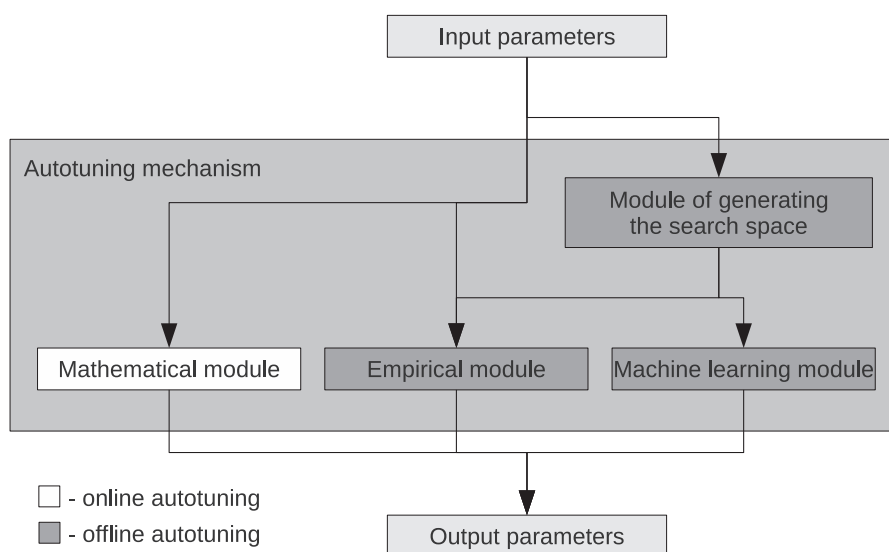 Input parameters
Autotuning mechanism
Module of generating
the search space
Mathematical module
Empirical module
Machine learning module
- online autotuning
- offline autotuning
Output parameters